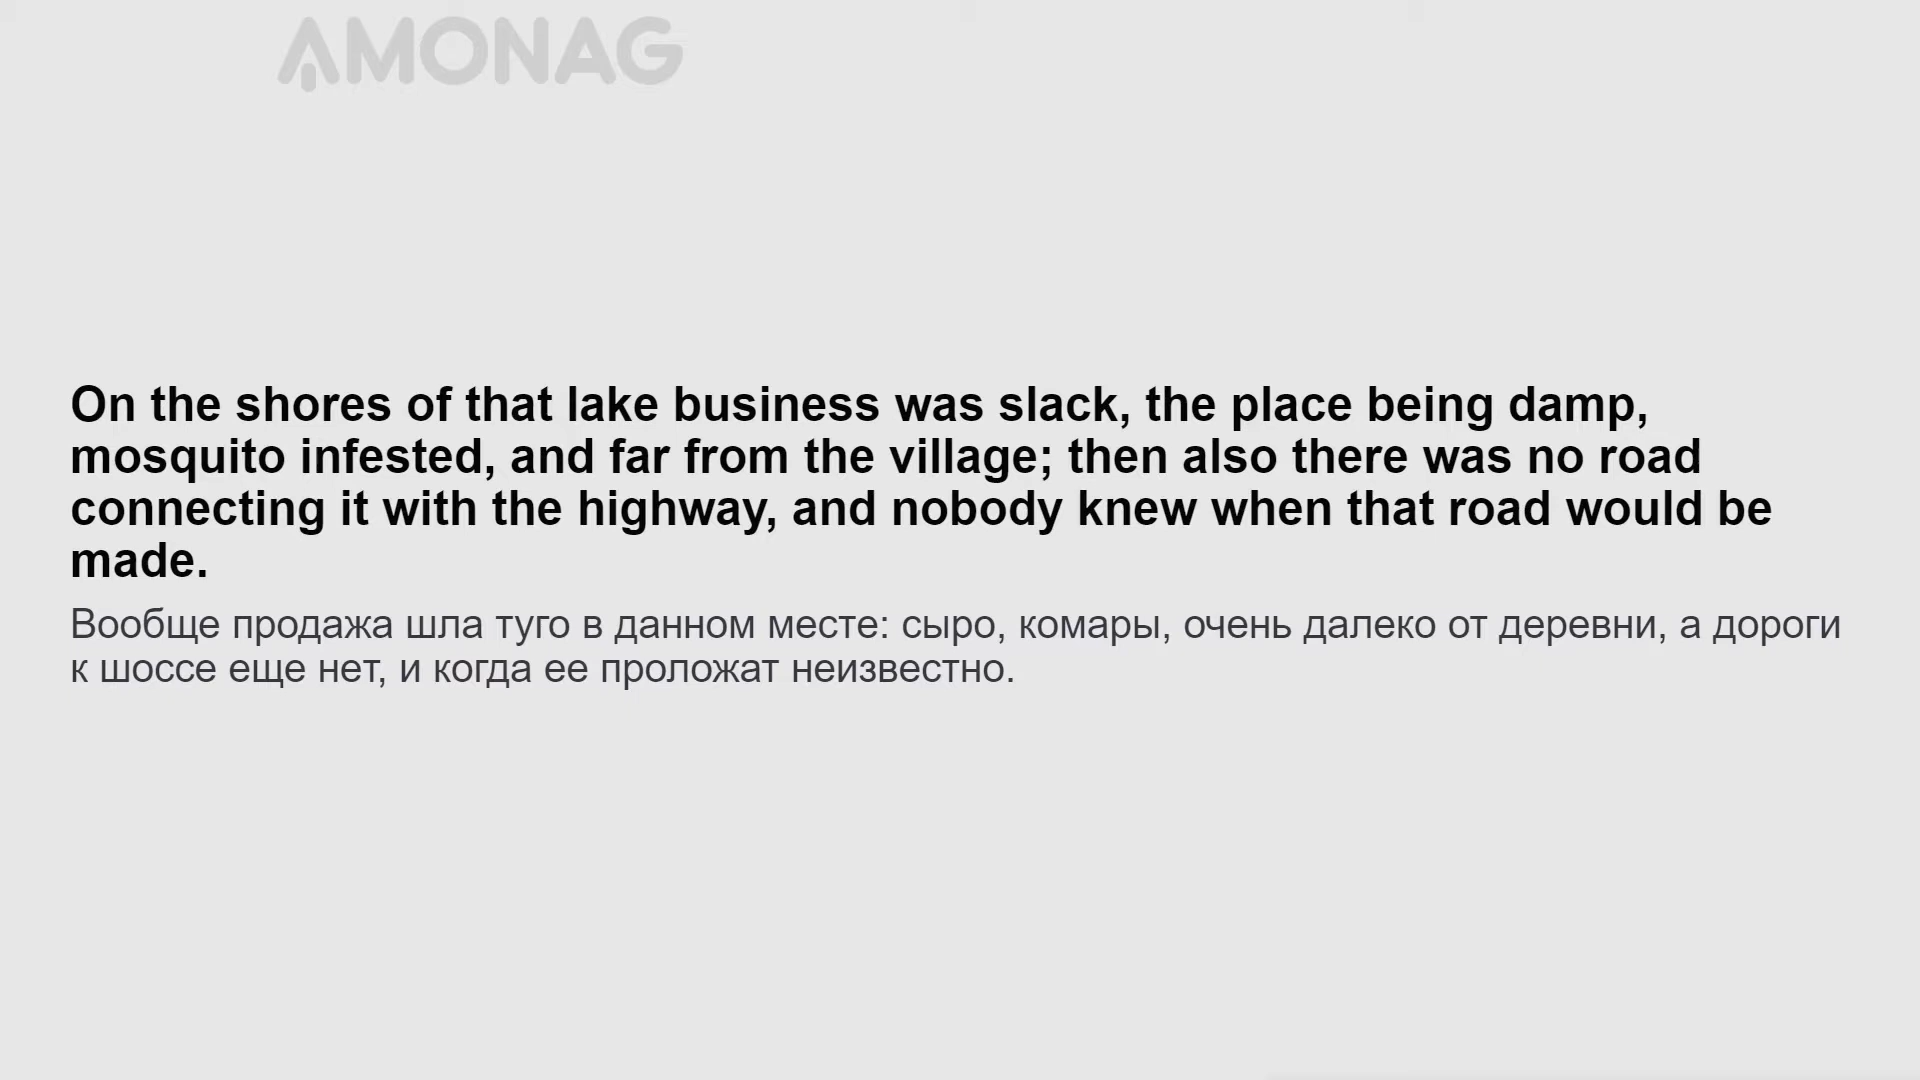 AMONAG
On the shores of that lake business was slack, the place being damp,
mosquito infested, and far from the village; then also there was no road
connecting it with the highway, and nobody knew when that road would be
made.
Вообще продажа шла туго в данном месте: сыро, комары, очень далеко от деревни, а дороги
к шоссе еще нет, и когда ее проложат неизвестно.